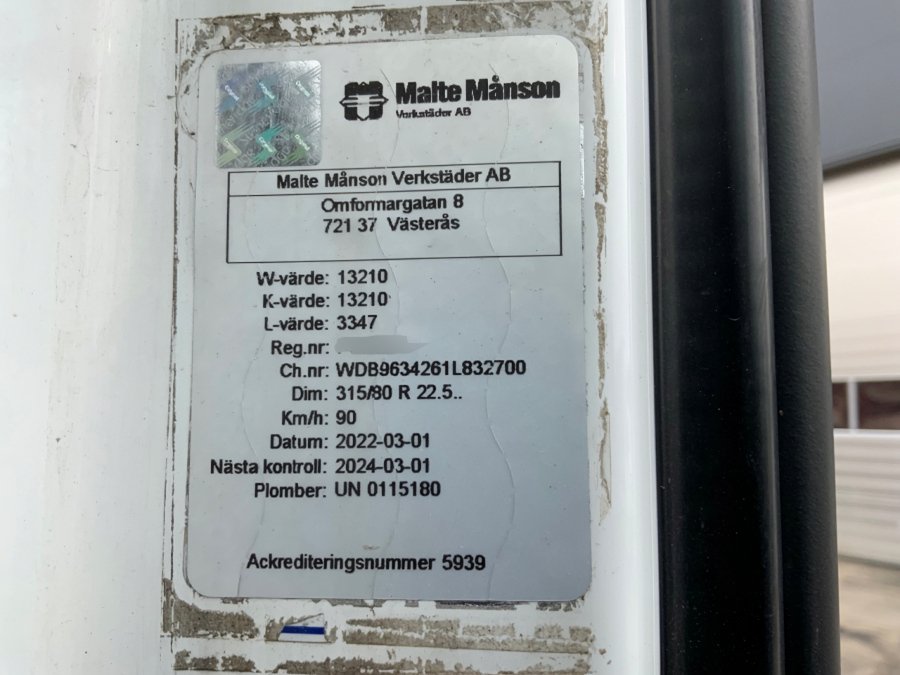 Malte Månson
Verkstäder AB
Malte Månson Verkstäder AB
Omformargatan 8
721 37 Västerås
W-värde: 13210
K-värde: 13210
L-värde: 3347
Reg.nr:
Ch.nr: WDB9634261L832700
Dim: 315/80 R 22.5..
Km/h: 90
Datum: 2022-03-01
Nästa kontroll: 2024-03-01
Plomber: UN 0115180
Ackrediteringsnummer 5939